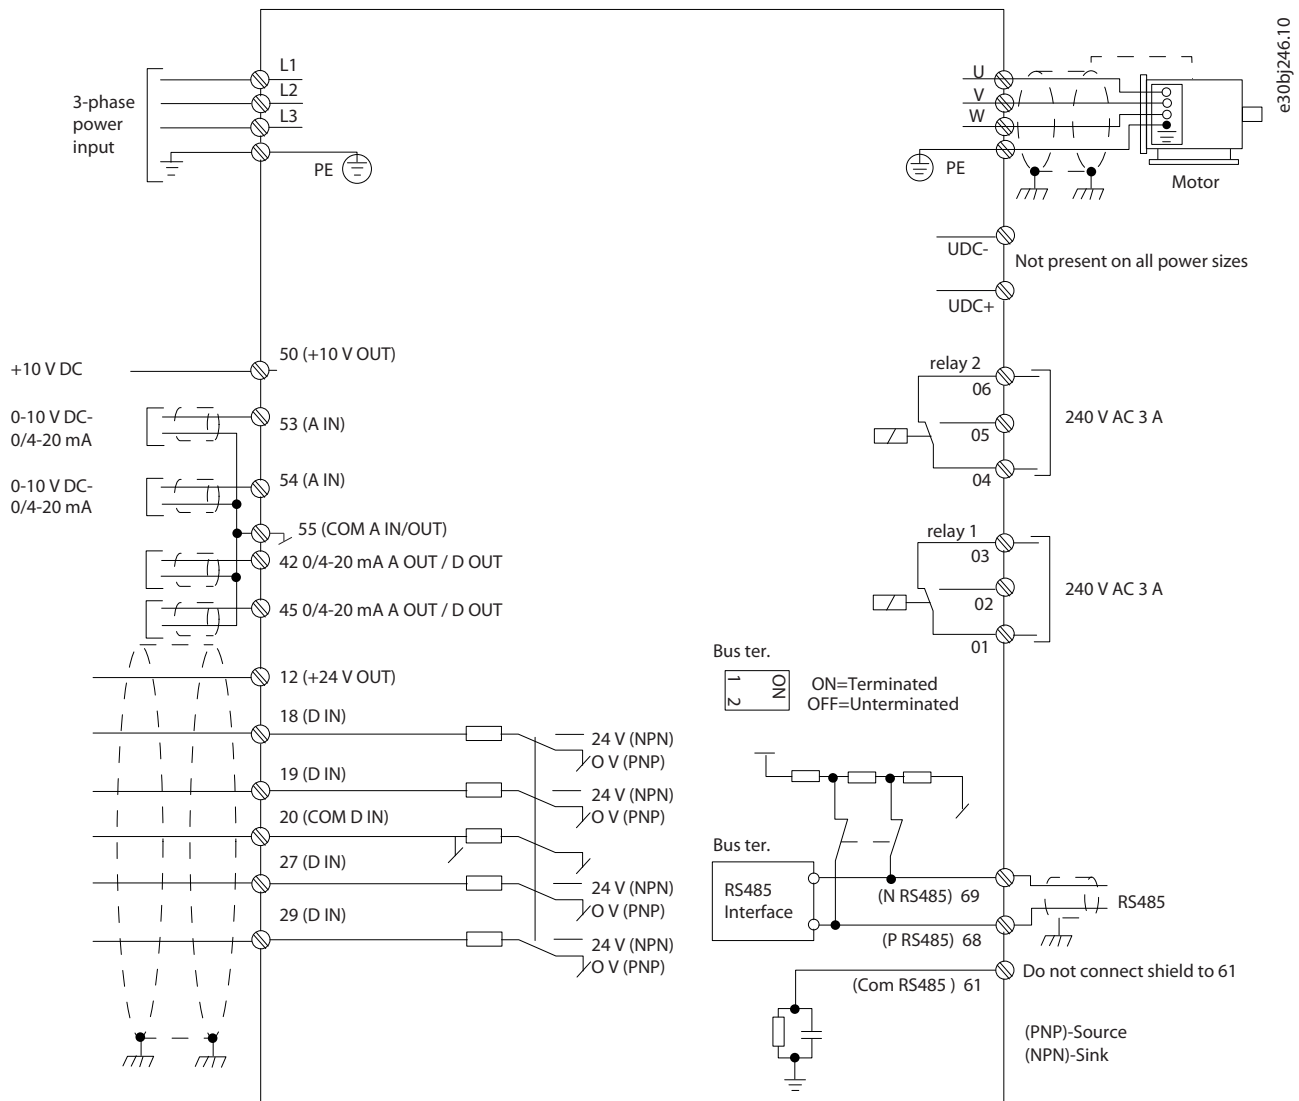 e30bj246.10
3-phase
power
input
L1
L2
L3
PE
U
V
W
PE
Motor
UDC-
Not present on all power sizes
UDC+
+10 V DC
50 (+10 V OUT)
0-10 V DC-
0/4-20 mA
53 (A IN)
0-10 V DC-
0/4-20 mA
54 (A IN)
55 (COM A IN/OUT)
42 0/4-20 mA A OUT / D OUT
45 0/4-20 mA A OUT / D OUT
12 (+24 V OUT)
18 (D IN)
24 V (NPN)
O V (PNP)
19 (D IN)
24 V (NPN)
O V (PNP)
20 (COM D IN)
27 (D IN)
24 V (NPN)
O V (PNP)
29 (D IN)
24 V (NPN)
O V (PNP)
relay 2
06
05
04
240 V AC 3 A
relay 1
03
02
01
240 V AC 3 A
Bus ter.
1
2
ON
ON=Terminated
OFF=Unterminated
Bus ter.
RS485
Interface
(N RS485) 69
(P RS485) 68
RS485
(Com RS485 ) 61
Do not connect shield to 61
(PNP)-Source
(NPN)-Sink